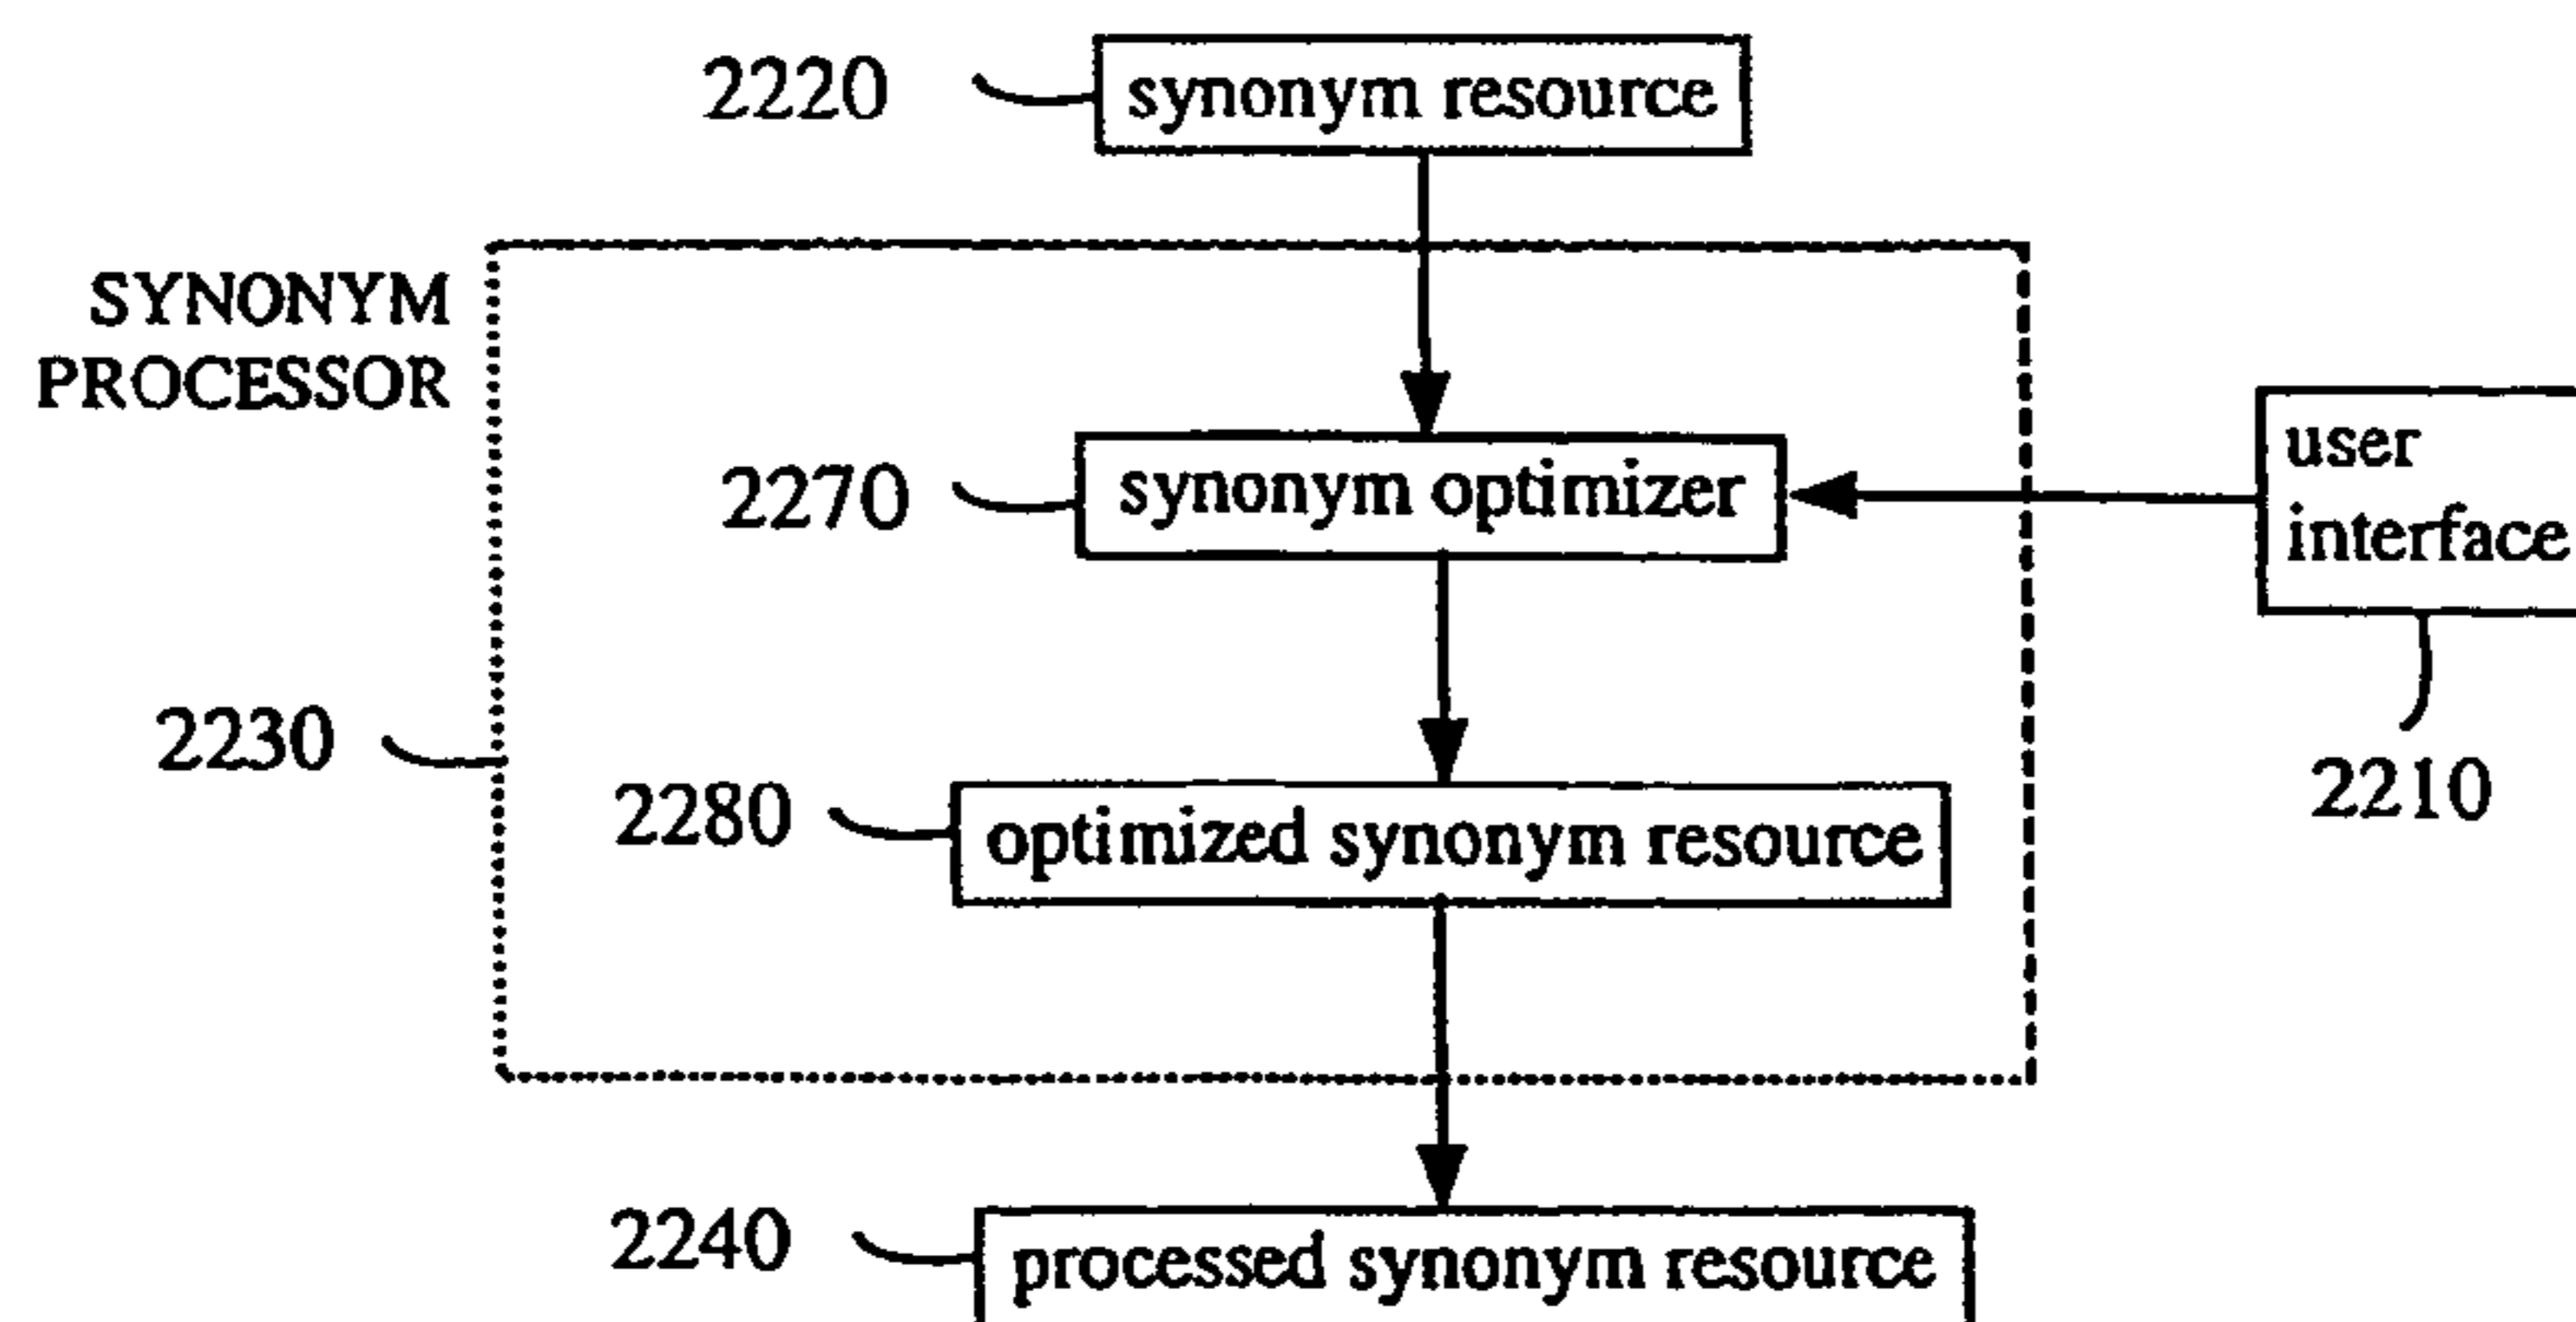 2220 synonym resource
SYNONYM
PROCESSOR
2270 synonym optimizer
user
interface
2230
2280 optimized synonym resource
2210
2240 processed synonym resource